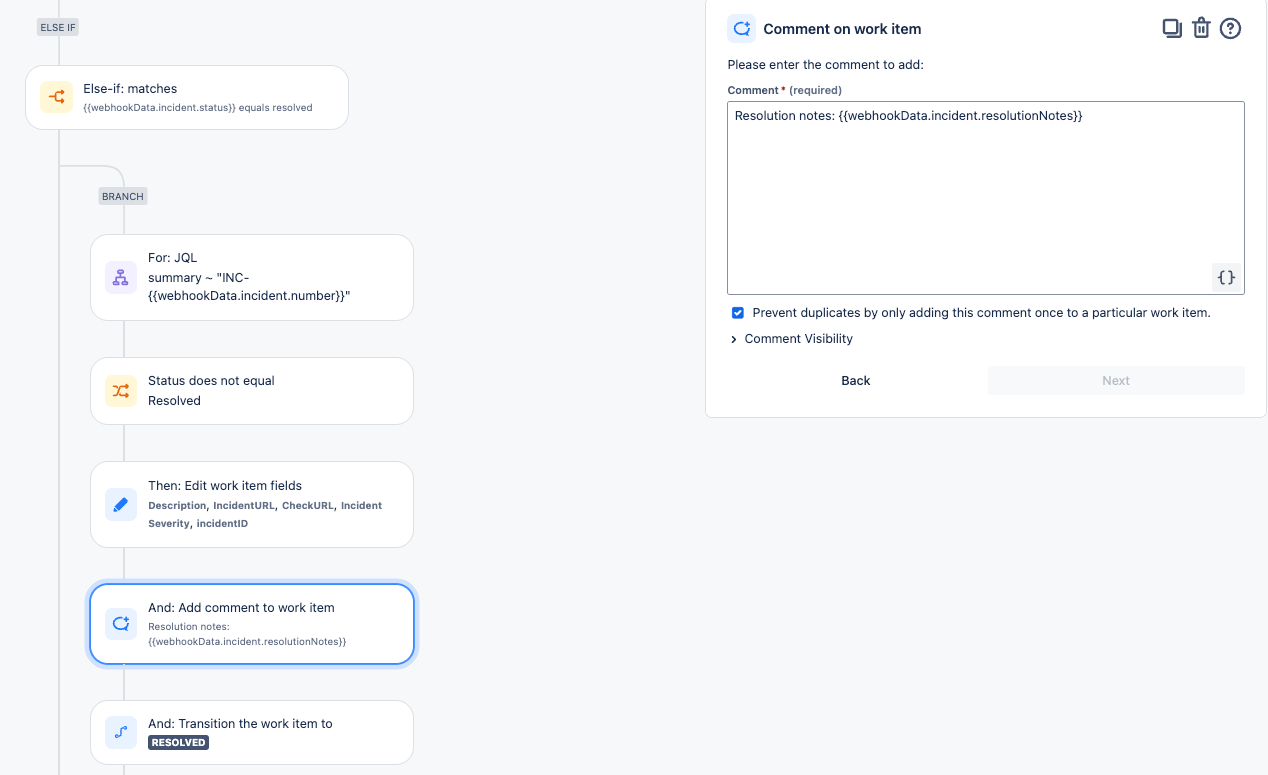 ELSE IF
Else-if: matches
{{webhookData.incident.status}} equals resolved
BRANCH
For: JQL
summary ~ "INC-
{{webhookData.incident.number}}"
Status does not equal
Resolved
Then: Edit work item fields
Description, IncidentURL, CheckURL, Incident
Severity, incidentID
And: Add comment to work item
Resolution notes:
{{webhookData.incident.resolutionNotes}}
And: Transition the work item to
RESOLVED
Comment on work item
Please enter the comment to add:
Comment * (required)
Resolution notes: {{webhookData.incident.resolutionNotes}}
{}
Prevent duplicates by only adding this comment once to a particular work item.
Comment Visibility
Back
Next